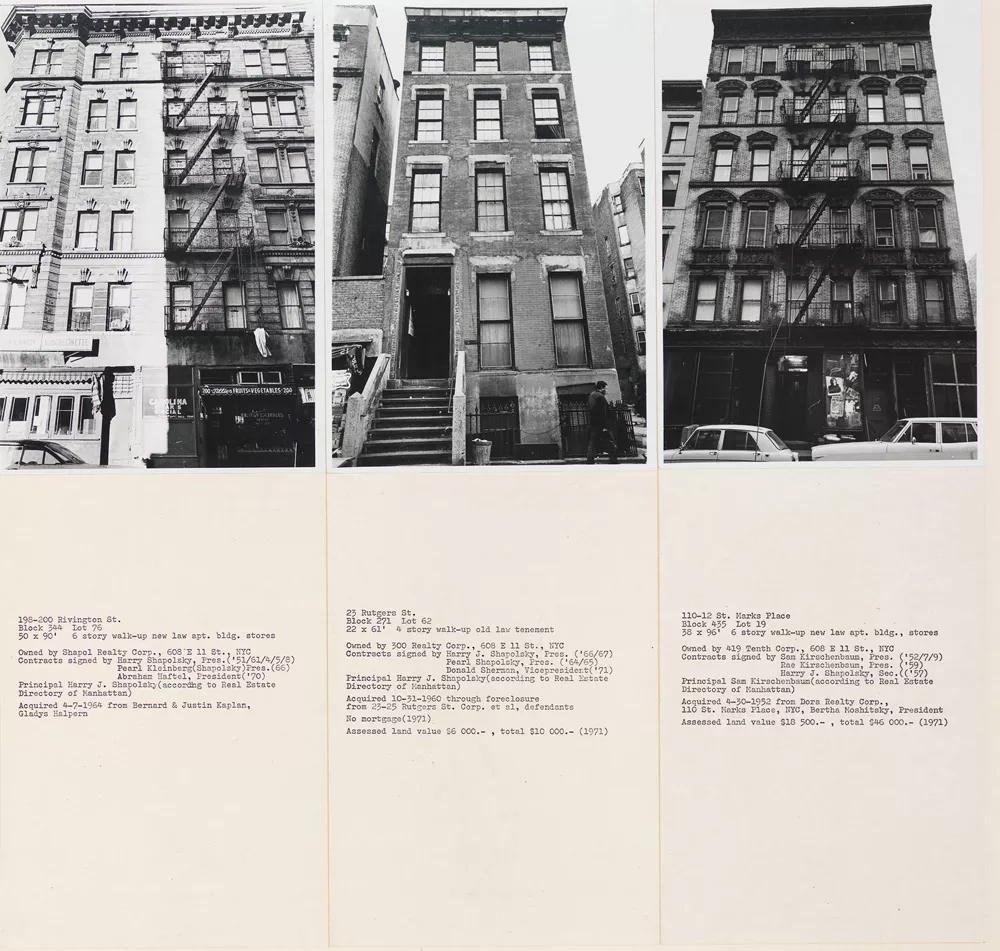 LUNCHEONETTE
CAROLINA
SOCIAL
200 FRUITS & VEGETABLES 200
198-200 Rivington St.
Block 344 Lot 76
50 x 90' 6 story walk-up new law apt. bldg. stores
Owned by Shapol Realty Corp., 608 E 11 St., NYC
Contracts signed by Harry Shapolsky, Pres.('51/61/4/5/8)
Pearl Kleinberg(Shapolsky)Pres.(66)
Abraham Haftel, President('70)
Principal Harry J. Shapolsky(according to Real Estate
Directory of Manhattan)
Acquired 4-7-1964 from Bernard & Justin Kaplan,
Gladys Halpern
23 Rutgers St.
Block 271 Lot 62
22 x 61' 4 story walk-up old law tenement
Owned by 300 Realty Corp., 608 E 11 St., NYC
Contracts signed by Harry J. Shapolsky, Pres. ('66/67)
Pearl Shapolsky, Pres. ('64/65)
Donald Sherman, Vicepresident('71)
Principal Harry J. Shapolsky(according to Real Estate
Directory of Manhattan)
Acquired 10-31-1960 through foreclosure
from 23-25 Rutgers St. Corp. et al, defendants
No mortgage(1971)
Assessed land value $6 000.- , total $10 000.- (1971)
110-12 St. Marks Place
Block 435 Lot 19
38 x 96' 6 story walk-up new law apt. bldg., stores
Owned by 419 Tenth Corp., 608 E 11 St., NYC
Contracts signed by Sam Kirschenbaum, Pres. ('52/7/9)
Rae Kirschenbaum, Pres. ('59)
Harry J. Shapolsky, Sec.(('57)
Principal Sam Kirschenbaum(according to Real Estate
Directory of Manhattan)
Acquired 4-30-1952 from Dora Realty Corp.,
110 St. Marks Place, NYC, Bertha Moshitsky, President
Assessed land value $18 500.- , total $46 000.- (1971)